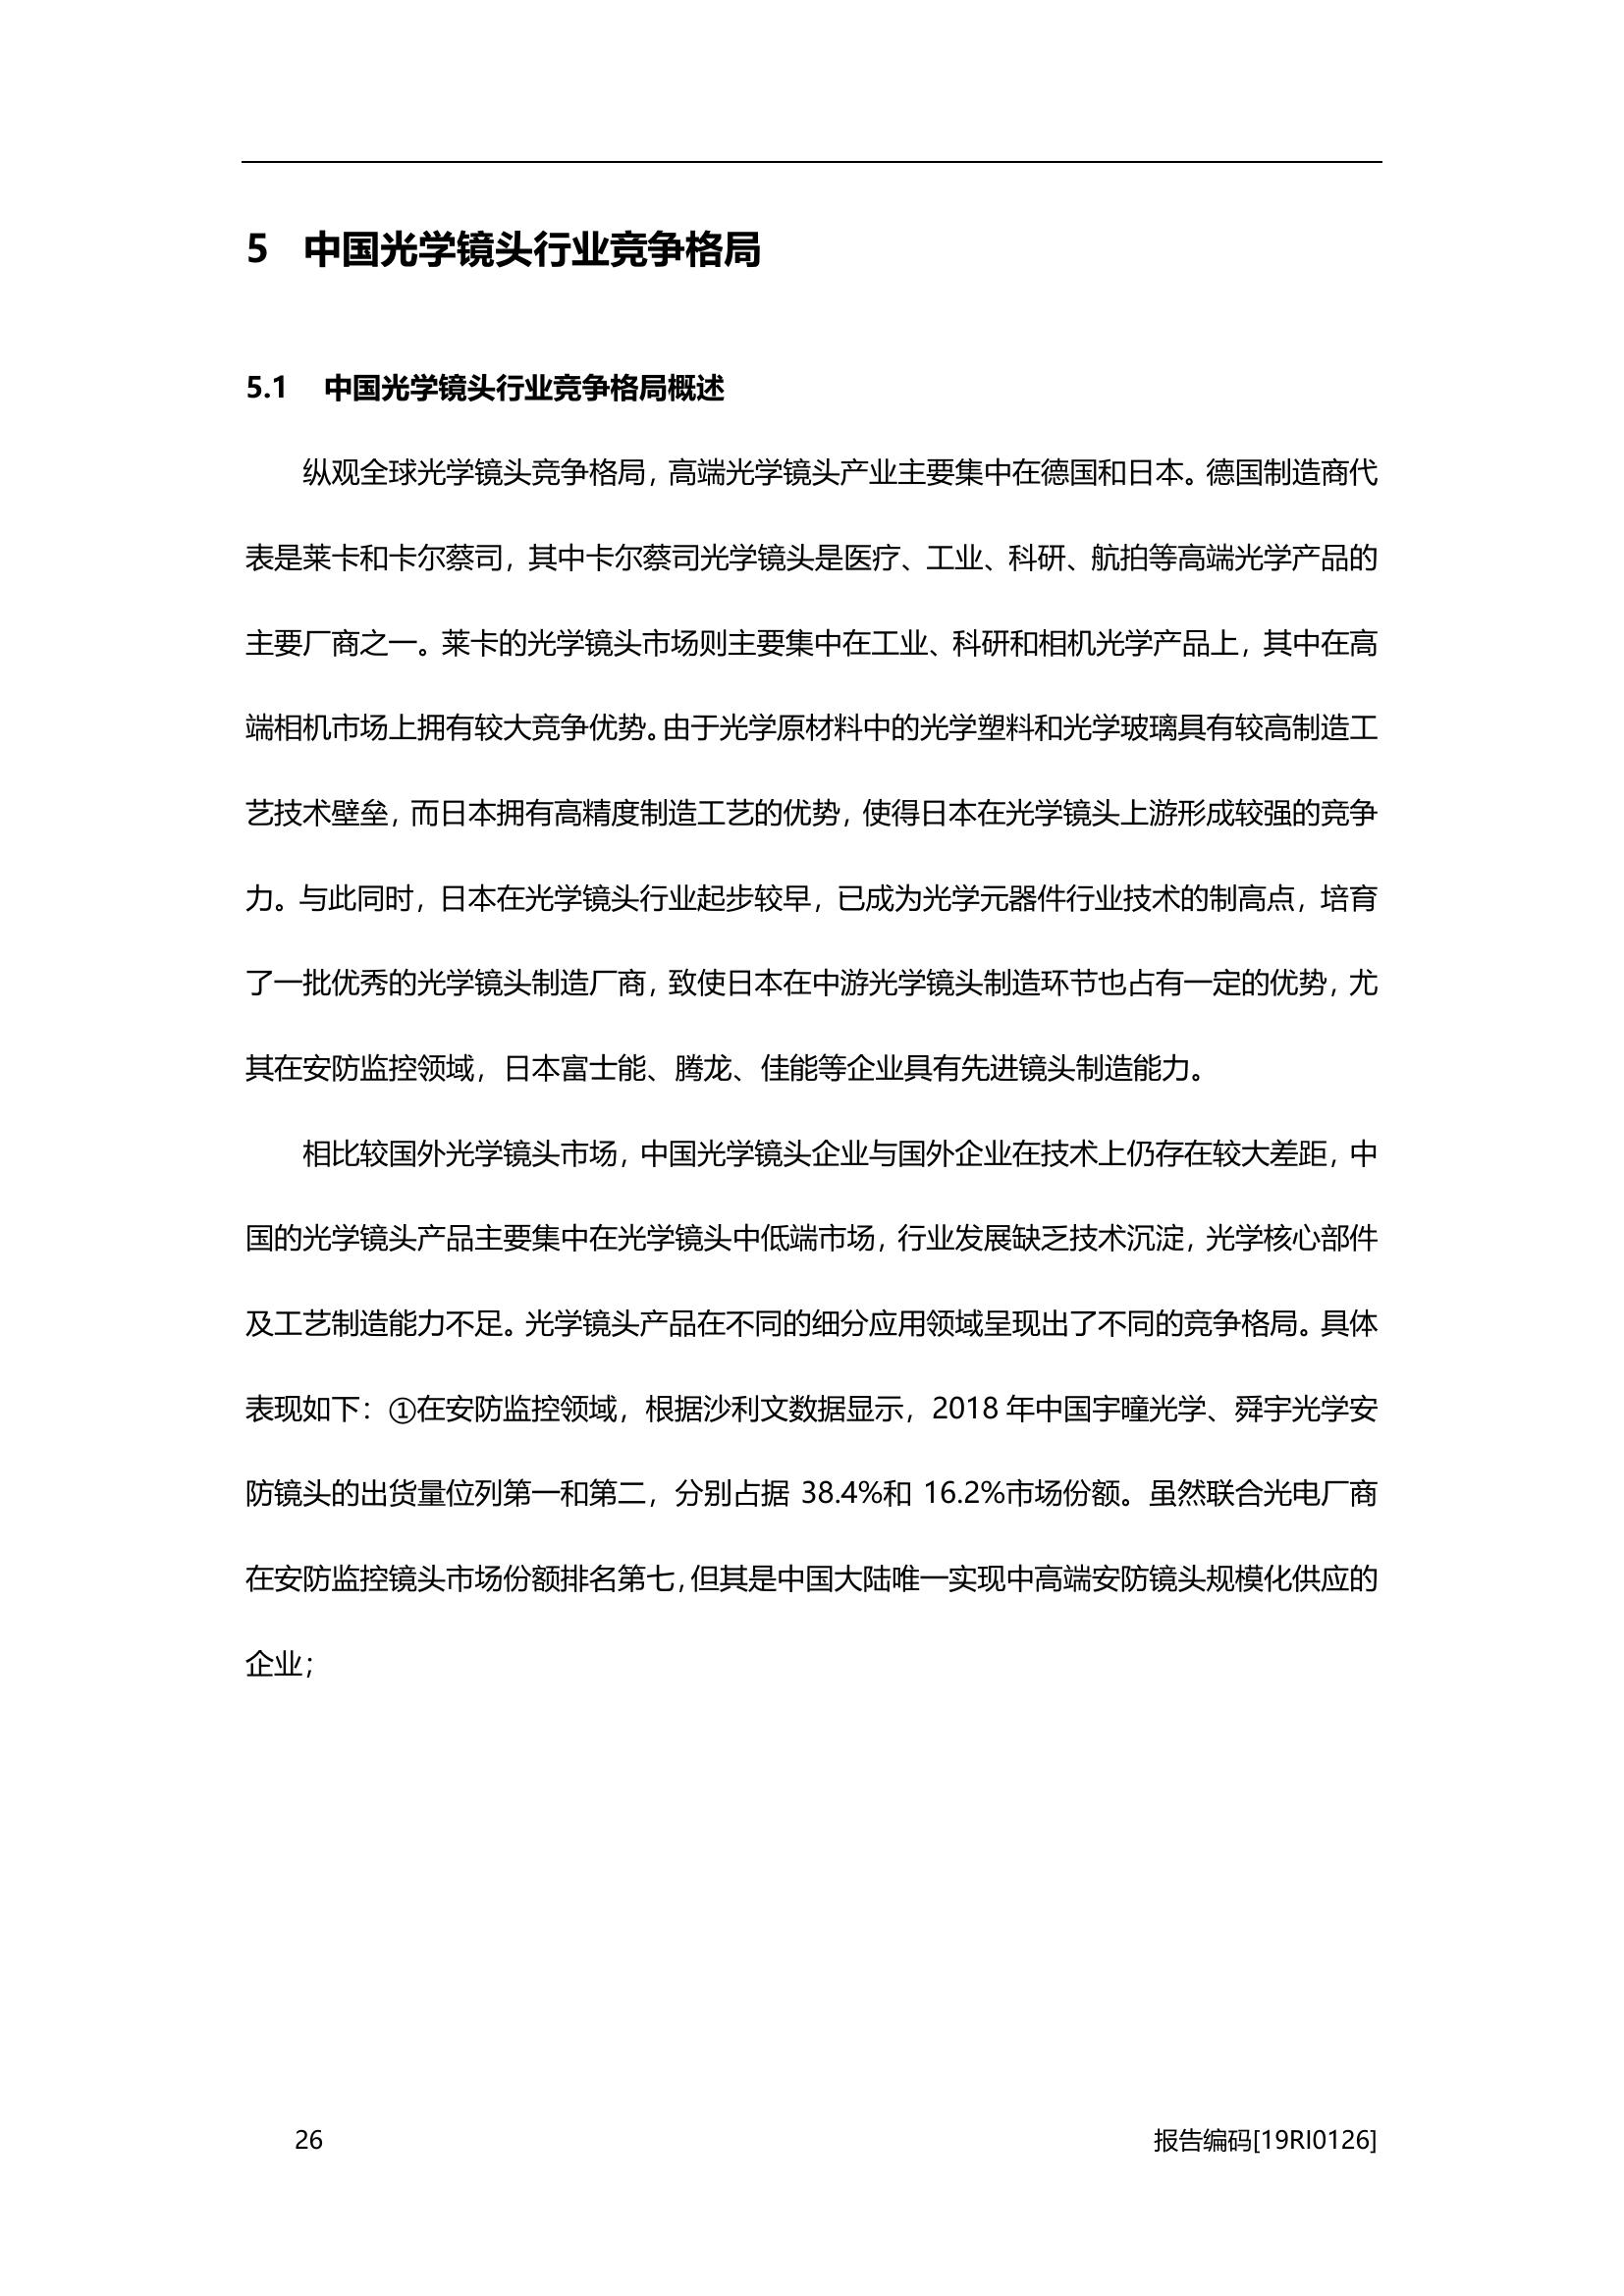 5 中国光学镜头行业竞争格局
5.1 中国光学镜头行业竞争格局概述
纵观全球光学镜头竞争格局，高端光学镜头产业主要集中在德国和日本。德国制造商代
表是莱卡和卡尔蔡司，其中卡尔蔡司光学镜头是医疗、工业、科研、航拍等高端光学产品的
主要厂商之一。莱卡的光学镜头市场则主要集中在工业、科研和相机光学产品上，其中在高
端相机市场上拥有较大竞争优势。由于光学原材料中的光学塑料和光学玻璃具有较高制造工
艺技术壁垒，而日本拥有高精度制造工艺的优势，使得日本在光学镜头上游形成较强的竞争
力。与此同时，日本在光学镜头行业起步较早，已成为光学元器件行业技术的制高点，培育
了一批优秀的光学镜头制造厂商，致使日本在中游光学镜头制造环节也占有一定的优势，尤
其在安防监控领域，日本富士能、腾龙、佳能等企业具有先进镜头制造能力。
相比较国外光学镜头市场，中国光学镜头企业与国外企业在技术上仍存在较大差距，中
国的光学镜头产品主要集中在光学镜头中低端市场，行业发展缺乏技术沉淀，光学核心部件
及工艺制造能力不足。光学镜头产品在不同的细分应用领域呈现出了不同的竞争格局。具体
表现如下：①在安防监控领域，根据沙利文数据显示，2018 年中国宇瞳光学、舜宇光学安
防镜头的出货量位列第一和第二，分别占据 38.4%和 16.2%市场份额。虽然联合光电厂商
在安防监控镜头市场份额排名第七，但其是中国大陆唯一实现中高端安防镜头规模化供应的
企业；
26 报告编码[19RI0126]